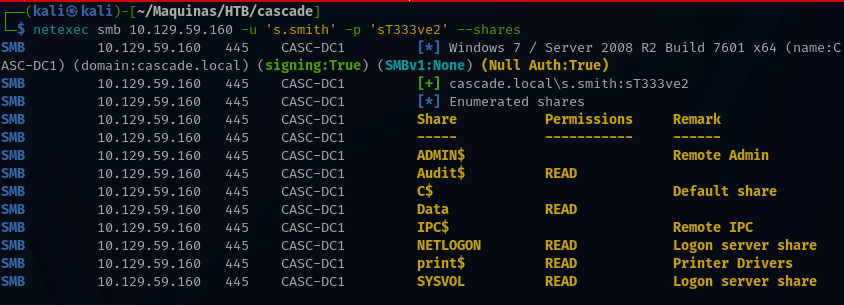 ┌──(kali㉿kali)-[~/Maquinas/HTB/cascade]
└─$ netexec smb 10.129.59.160 -u 's.smith' -p 'sT333ve2' --shares
SMB 10.129.59.160 445 CASC-DC1 [*] Windows 7 / Server 2008 R2 Build 7601 x64 (name:C
ASC-DC1) (domain:cascade.local) (signing:True) (SMBv1:None) (Null Auth:True)
SMB 10.129.59.160 445 CASC-DC1 [+] cascade.local\s.smith:sT333ve2
SMB 10.129.59.160 445 CASC-DC1 [*] Enumerated shares
SMB 10.129.59.160 445 CASC-DC1 Share Permissions Remark
SMB 10.129.59.160 445 CASC-DC1 ----- ----------- ------
SMB 10.129.59.160 445 CASC-DC1 ADMIN$ Remote Admin
SMB 10.129.59.160 445 CASC-DC1 Audit$ READ
SMB 10.129.59.160 445 CASC-DC1 C$ Default share
SMB 10.129.59.160 445 CASC-DC1 Data READ
SMB 10.129.59.160 445 CASC-DC1 IPC$ Remote IPC
SMB 10.129.59.160 445 CASC-DC1 NETLOGON READ Logon server share
SMB 10.129.59.160 445 CASC-DC1 print$ READ Printer Drivers
SMB 10.129.59.160 445 CASC-DC1 SYSVOL READ Logon server share